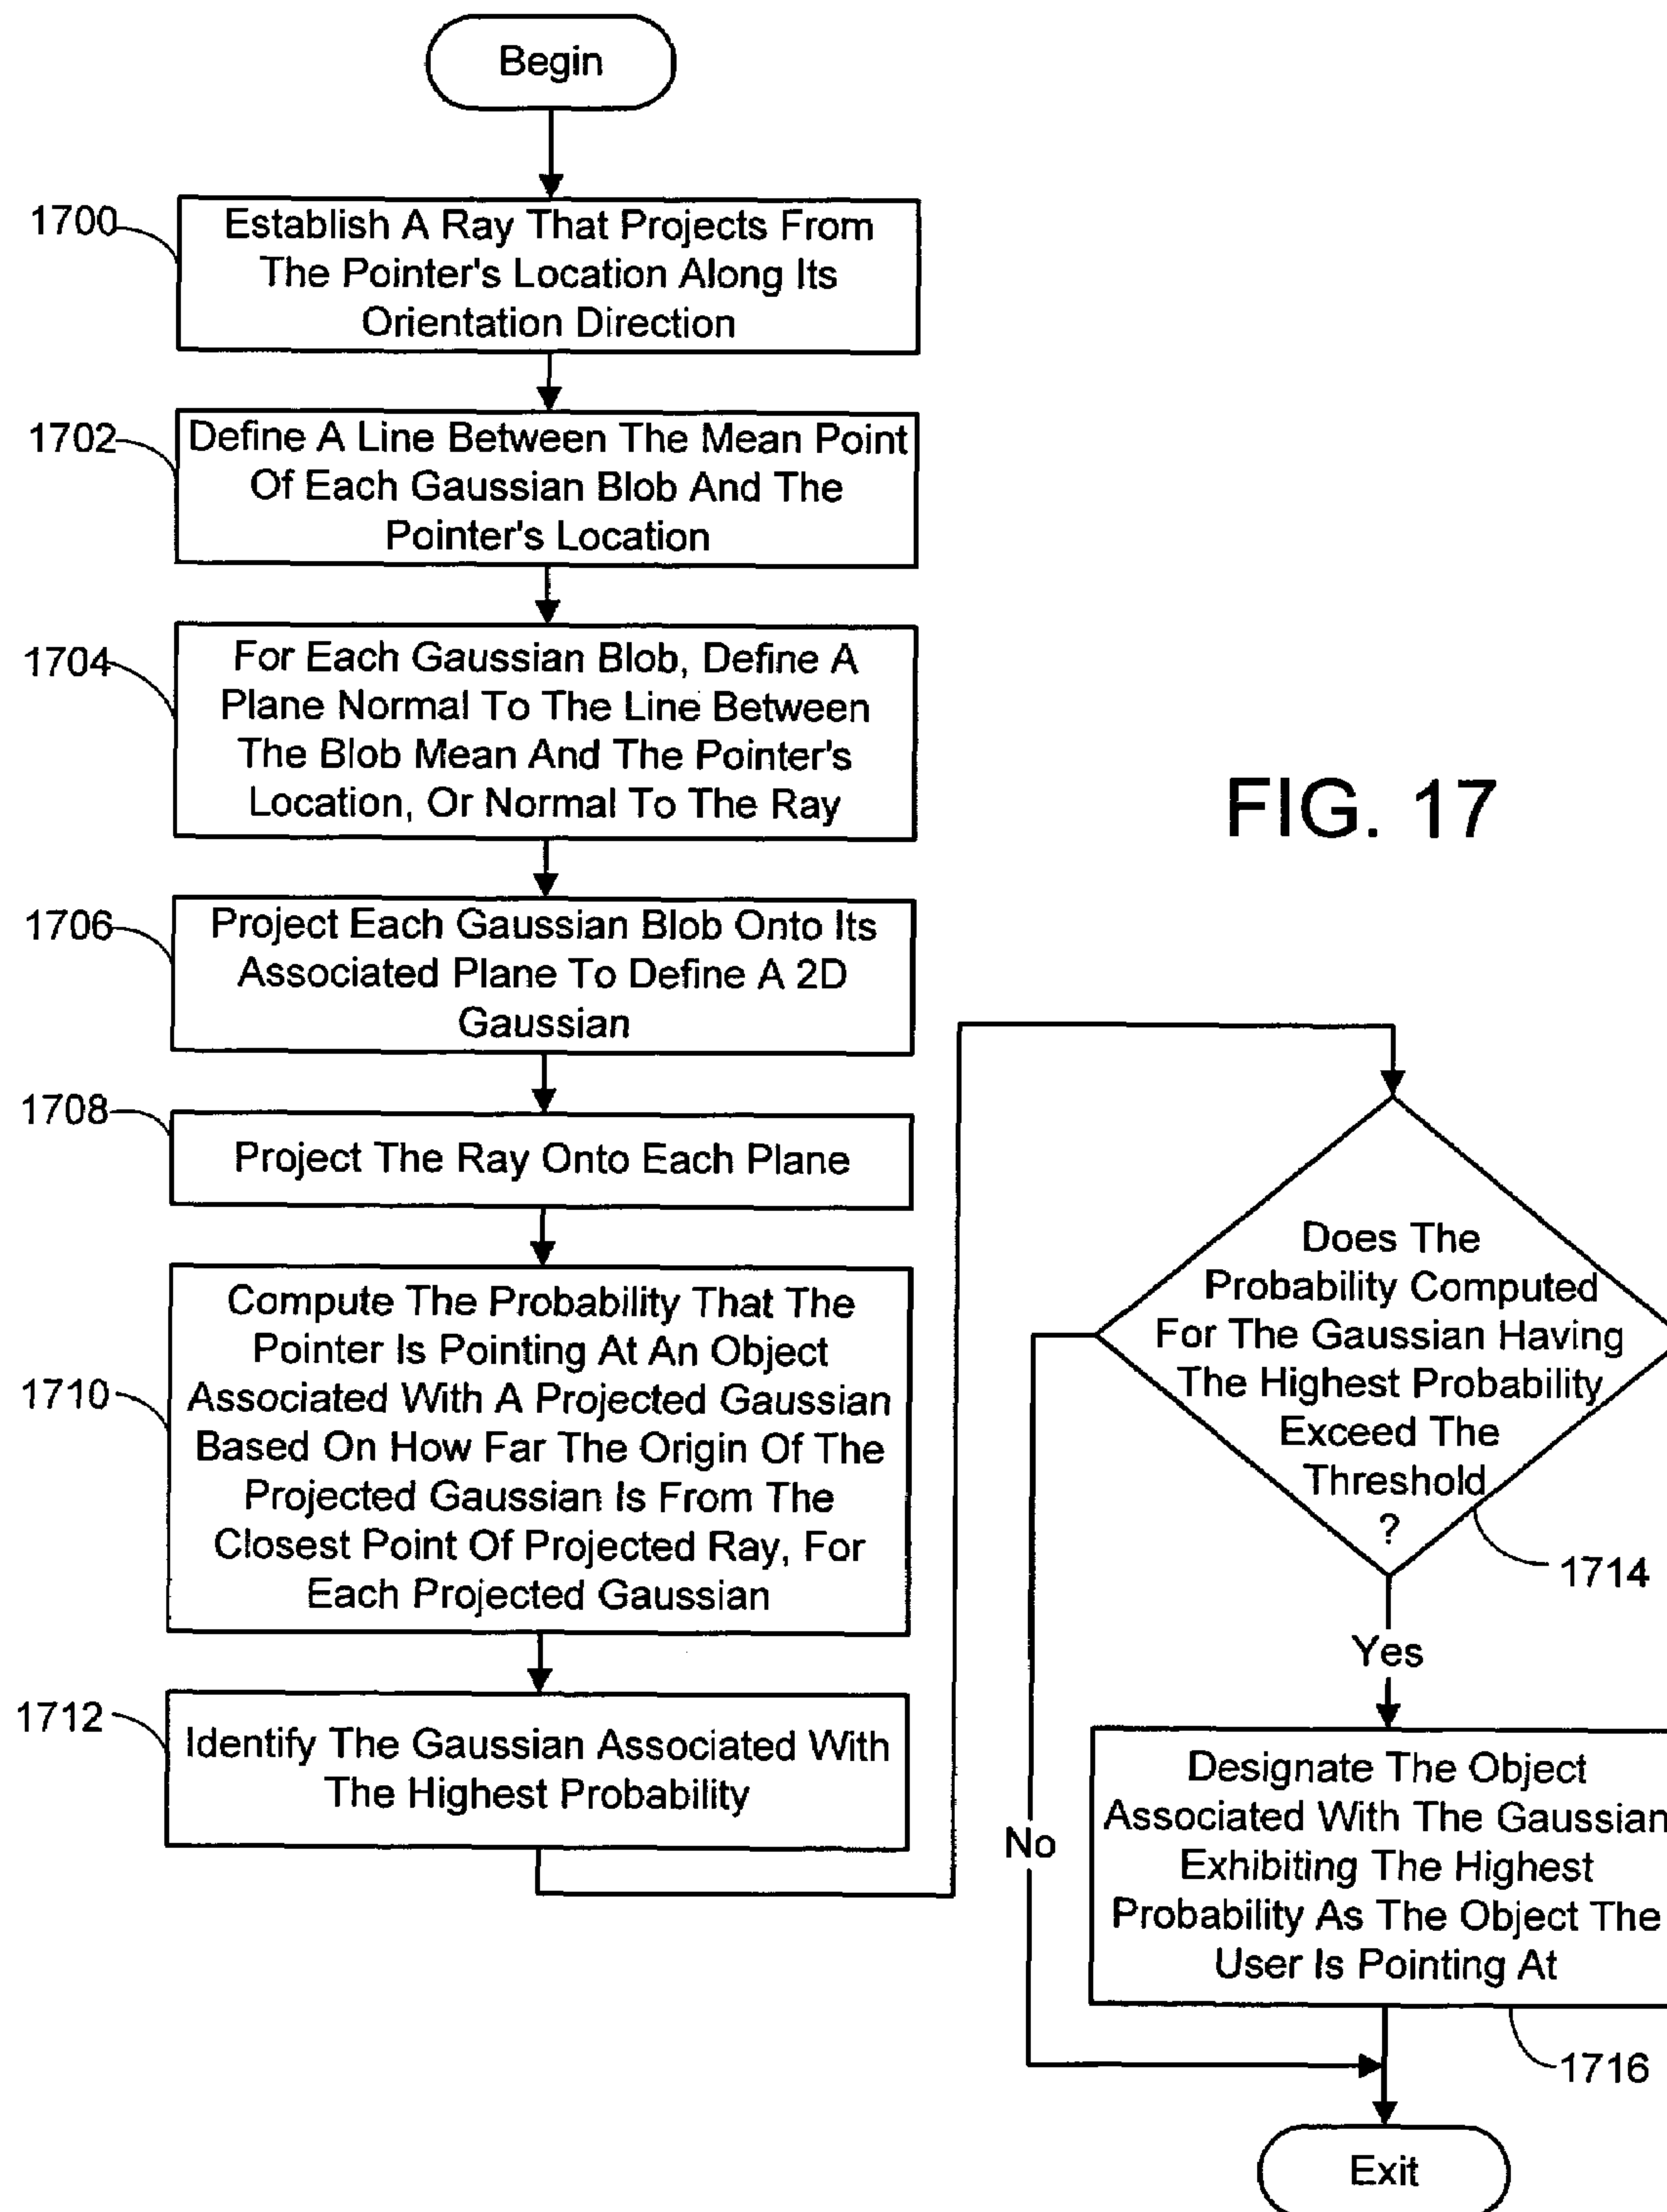 Begin
1700
Establish A Ray That Projects From
The Pointer's Location Along Its
Orientation Direction
1702
Define A Line Between The Mean Point
Of Each Gaussian Blob And The
Pointer's Location
1704
For Each Gaussian Blob, Define A
Plane Normal To The Line Between
The Blob Mean And The Pointer's
Location, Or Normal To The Ray
1706
Project Each Gaussian Blob Onto Its
Associated Plane To Define A 2D
Gaussian
1708
Project The Ray Onto Each Plane
1710
Compute The Probability That The
Pointer Is Pointing At An Object
Associated With A Projected Gaussian
Based On How Far The Origin Of The
Projected Gaussian Is From The
Closest Point Of Projected Ray, For
Each Projected Gaussian
1712
Identify The Gaussian Associated With
The Highest Probability
FIG. 17
Does The
Probability Computed
For The Gaussian Having
The Highest Probability
Exceed The
Threshold
?
1714
Yes
No
Designate The Object
Associated With The Gaussian
Exhibiting The Highest
Probability As The Object The
User Is Pointing At
1716
Exit